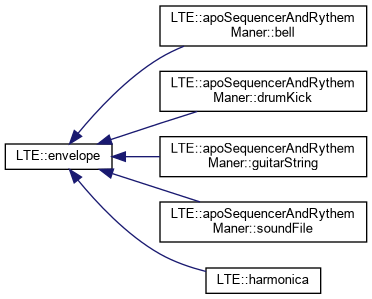 LTE::apoSequencerAndRythem
Maner::bell
LTE::apoSequencerAndRythem
Maner::drumKick
LTE::envelope
LTE::apoSequencerAndRythem
Maner::guitarString
LTE::apoSequencerAndRythem
Maner::soundFile
LTE::harmonica